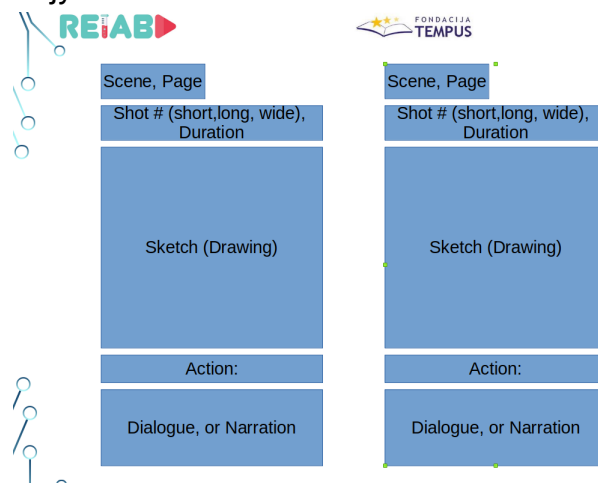 RELAB
FONDACIJA
TEMPUS
Scene, Page
Shot # (short,long, wide),
Duration
Sketch (Drawing)
Action:
Dialogue, or Narration
Scene, Page
Shot # (short,long, wide),
Duration
Sketch (Drawing)
Action:
Dialogue, or Narration